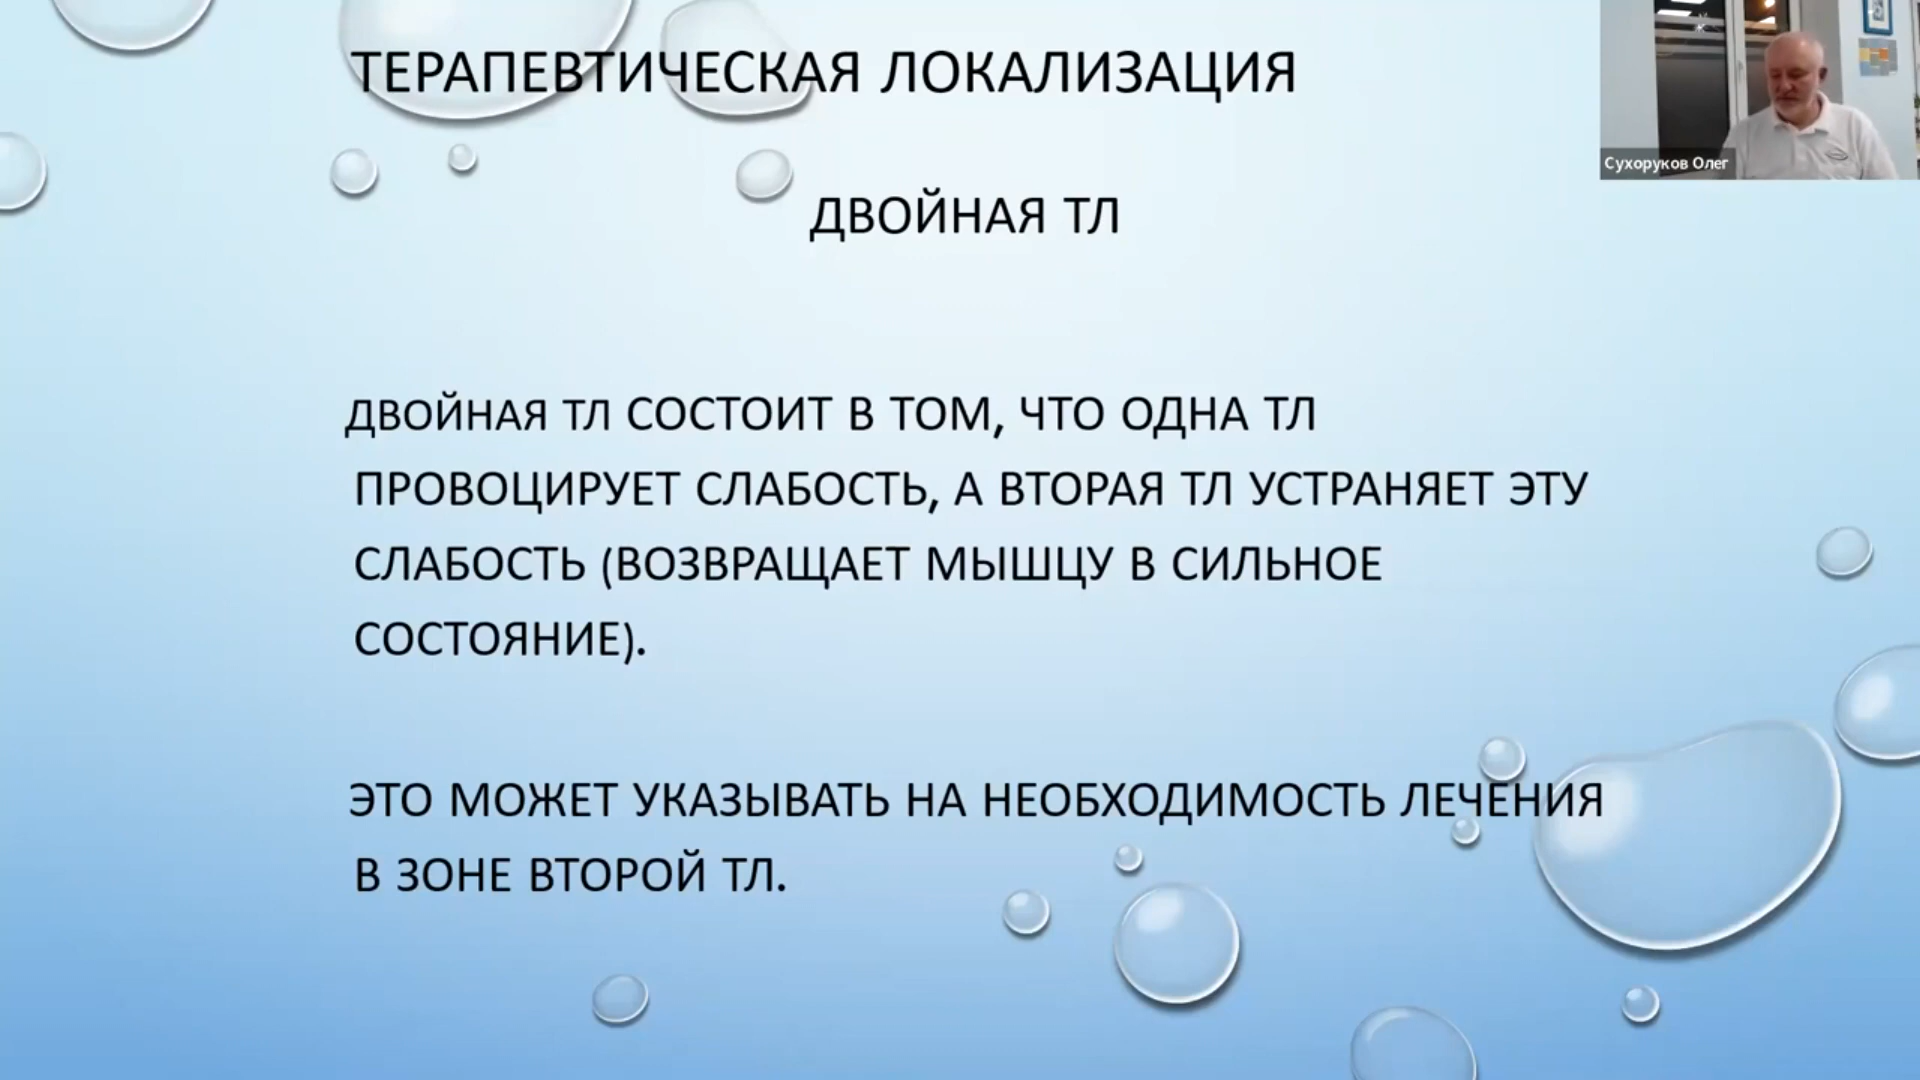 ТЕРАПЕВТИЧЕСКАЯ ЛОКАЛИЗАЦИЯ
Сухоруков Олег
ДВОЙНАЯ ТЛ
ДВОЙНАЯ ТЛ СОСТОИТ В ТОМ, ЧТО ОДНА ТЛ
ПРОВОЦИРУЕТ СЛАБОСТЬ, А ВТОРАЯ ТЛ УСТРАНЯЕТ ЭТУ
СЛАБОСТЬ (ВОЗВРАЩАЕТ МЫШЦУ В СИЛЬНОЕ
СОСТОЯНИЕ).
ЭТО МОЖЕТ УКАЗЫВАТЬ НА НЕОБХОДИМОСТЬ ЛЕЧЕНИЯ
В ЗОНЕ ВТОРОЙ ТЛ.